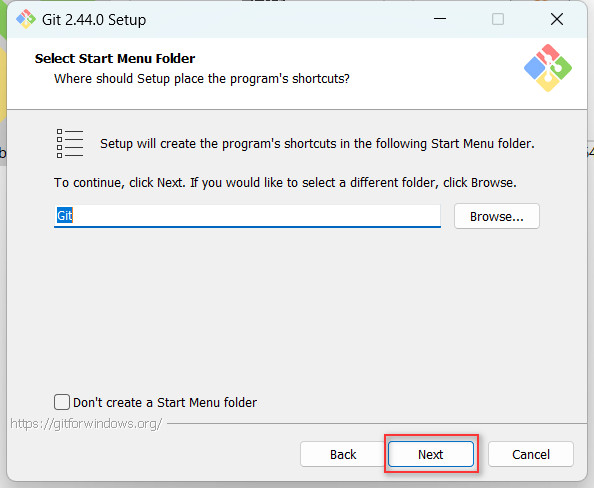 Git 2.44.0 Setup
Select Start Menu Folder
Where should Setup place the program's shortcuts?
Setup will create the program's shortcuts in the following Start Menu folder.
To continue, click Next. If you would like to select a different folder, click Browse.
Git
Browse...
Don't create a Start Menu folder
https://gitforwindows.org/
Back
Next
Cancel